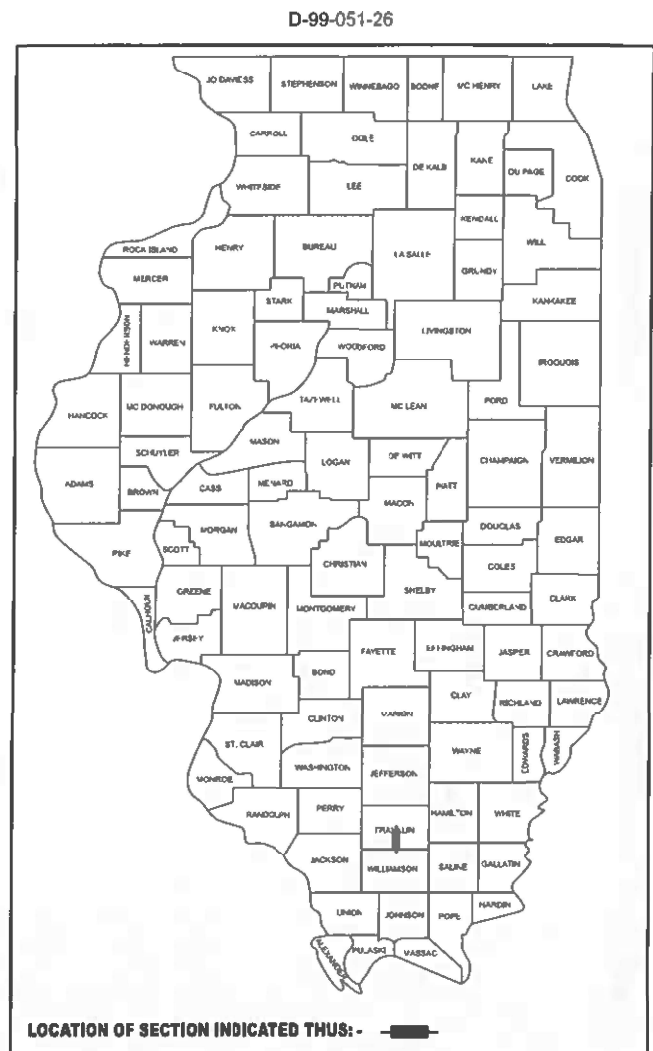 D-99-051-26
JO DAVIESS STEPHENSON WINNEBAGO BOONE MC HENRY LAKE
CARROLL OGLE
DE KALB KANE DU PAGE COOK
WHITESIDE LEE
KENDALL
ROCK ISLAND HENRY BUREAU LA SALLE GRUNDY WILL
MERCER PUTNAM
STARK MARSHALL KANKAKEE
HENDERSON WARREN KNOX PEORIA WOODFORD LIVINGSTON IROQUOIS
HANCOCK MC DONOUGH FULTON TAZEWELL MC LEAN FORD
SCHUYLER MASON LOGAN DE WITT CHAMPAIGN VERMILION
ADAMS BROWN CASS MENARD MACON PIATT
PIKE SCOTT MORGAN SANGAMON MOULTRIE DOUGLAS EDGAR
CHRISTIAN COLES
CALHOUN GREENE MACOUPIN MONTGOMERY SHELBY CUMBERLAND CLARK
JERSEY FAYETTE EFFINGHAM JASPER CRAWFORD
MADISON BOND CLAY RICHLAND LAWRENCE
CLINTON MARION
ST. CLAIR WAYNE EDWARDS WABASH
MONROE WASHINGTON JEFFERSON
RANDOLPH PERRY HAMILTON WHITE
FRANKLIN
JACKSON WILLIAMSON SALINE GALLATIN
UNION JOHNSON POPE HARDIN
ALEXANDER PULASKI MASSAC
LOCATION OF SECTION INDICATED THUS: -